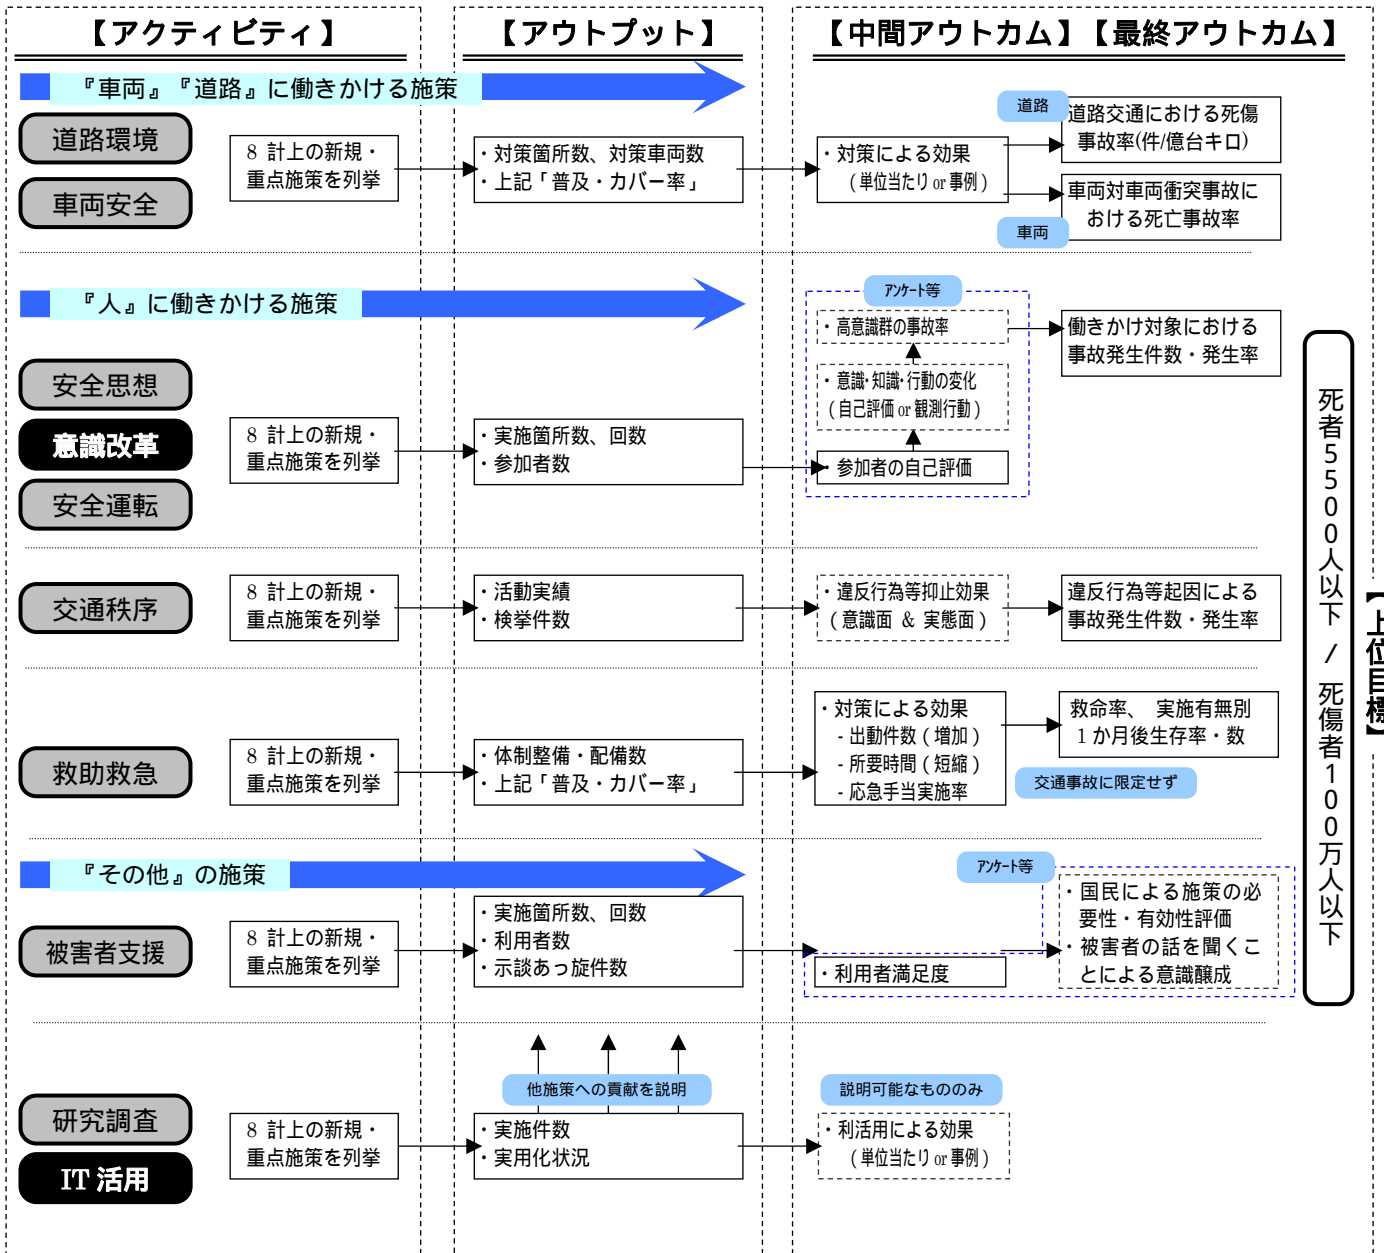 【アクティビティ】
【アウトプット】
【中間アウトカム】【最終アウトカム】
『車両』『道路』に働きかける施策
道路環境
車両安全
8 計上の新規・
重点施策を列挙
・対策箇所数、対策車両数
・上記「普及・カバー率」
・対策による効果
（単位当たり or 事例）
道路
道路交通における死傷
事故率(件/億台キロ)
車両対車両衝突事故に
おける死亡事故率
車両
『人』に働きかける施策
安全思想
意識改革
安全運転
8 計上の新規・
重点施策を列挙
・実施箇所数、回数
・参加者数
アンケート等
・高意識群の事故率
・意識・知識・行動の変化
（自己評価 or 観測行動）
・参加者の自己評価
働きかけ対象における
事故発生件数・発生率
交通秩序
8 計上の新規・
重点施策を列挙
・活動実績
・検挙件数
・違反行為等抑止効果
（意識面 & 実態面）
違反行為等起因による
事故発生件数・発生率
救助救急
8 計上の新規・
重点施策を列挙
・体制整備・配備数
・上記「普及・カバー率」
・対策による効果
- 出動件数（増加）
- 所要時間（短縮）
- 応急手当実施率
救命率、 実施有無別
1 か月後生存率・数
交通事故に限定せず
『その他』の施策
被害者支援
8 計上の新規・
重点施策を列挙
・実施箇所数、回数
・利用者数
・示談あっ旋件数
・利用者満足度
アンケート等
・国民による施策の必
要性・有効性評価
・被害者の話を聞くこ
とによる意識醸成
研究調査
IT 活用
8 計上の新規・
重点施策を列挙
他施策への貢献を説明
・実施件数
・実用化状況
説明可能なもののみ
・利活用による効果
（単位当たり or 事例）
死者5500人以下 / 死傷者100万人以下
【上位目標】